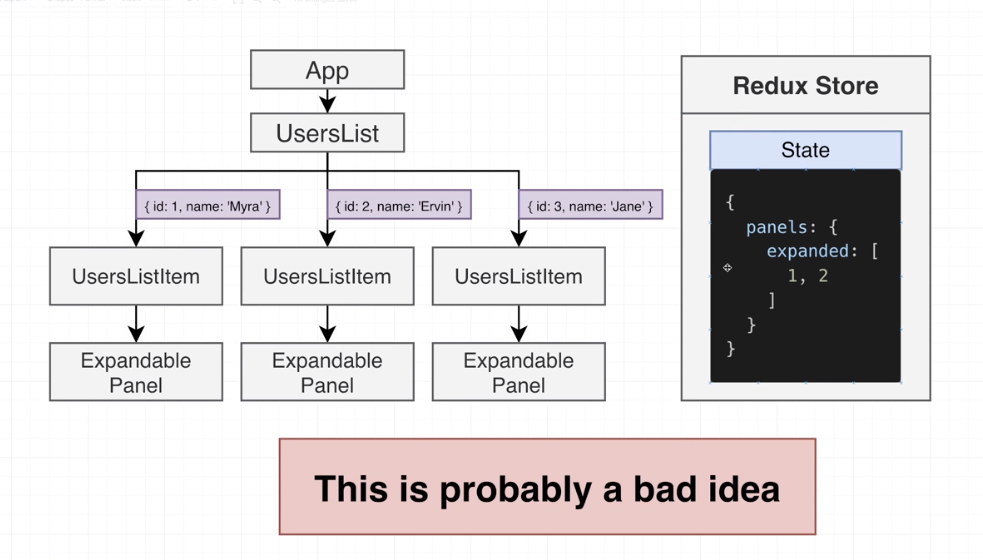 App
UsersList
{ id: 1, name: 'Myra' }
{ id: 2, name: 'Ervin' }
{ id: 3, name: 'Jane' }
UsersListItem
UsersListItem
UsersListItem
Expandable
Panel
Expandable
Panel
Expandable
Panel
Redux Store
State
{
panels: {
expanded: [
1, 2
]
}
}
This is probably a bad idea